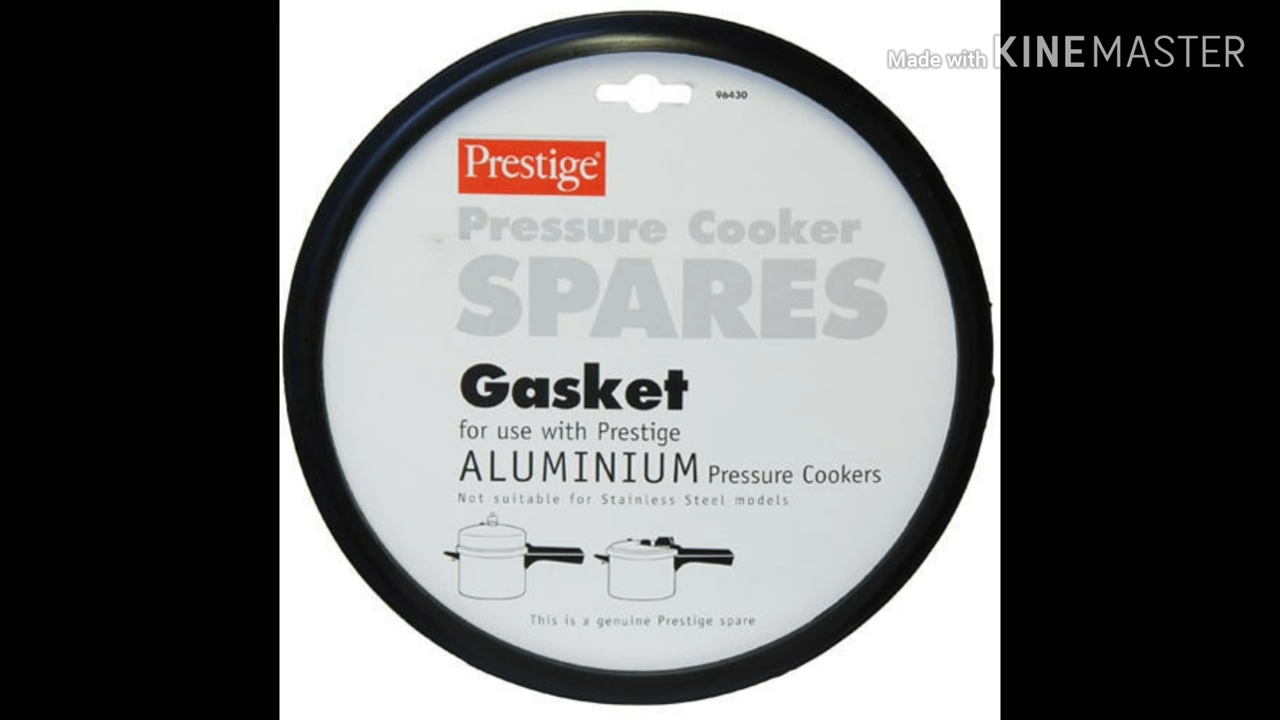 Made with KINEMASTER
96430
Prestige®
Pressure Cooker
SPARES
Gasket
for use with Prestige
ALUMINIUM Pressure Cookers
Not suitable for Stainless Steel models
This is a genuine Prestige spare